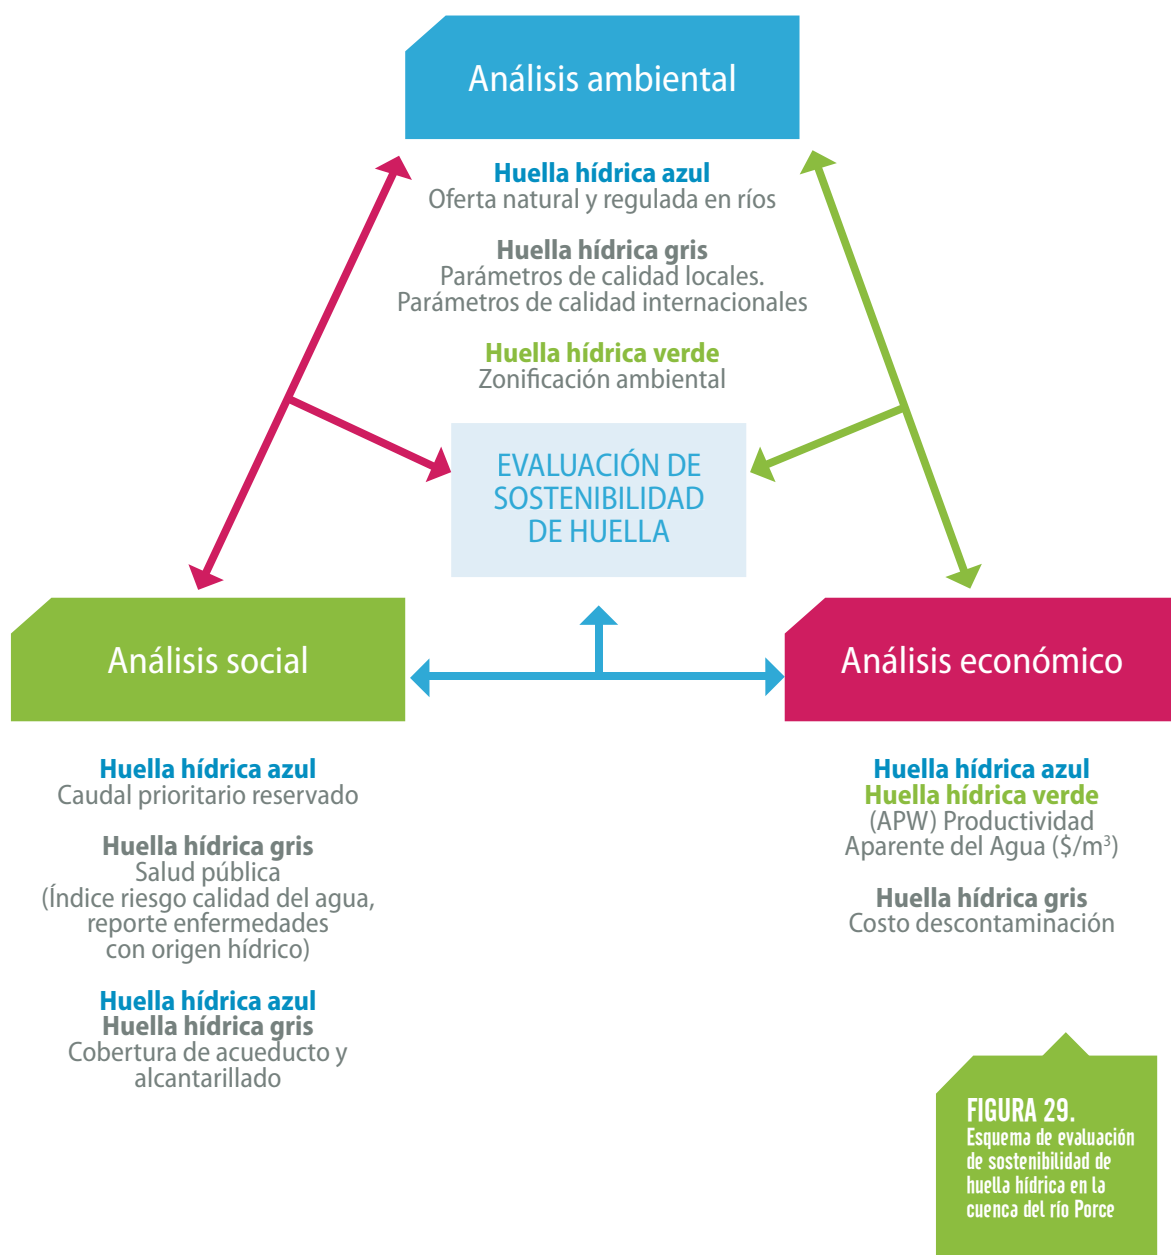 Análisis ambiental
Huella hídrica azul
Oferta natural y regulada en ríos
Huella hídrica gris
Parámetros de calidad locales.
Parámetros de calidad internacionales
Huella hídrica verde
Zonificación ambiental
EVALUACIÓN DE
SOSTENIBILIDAD
DE HUELLA
Análisis social
Huella hídrica azul
Caudal prioritario reservado
Huella hídrica gris
Salud pública
(Índice riesgo calidad del agua,
reporte enfermedades
con origen hídrico)
Huella hídrica azul
Huella hídrica gris
Cobertura de acueducto y
alcantarillado
Análisis económico
Huella hídrica azul
Huella hídrica verde
(APW) Productividad
Aparente del Agua ($/m³)
Huella hídrica gris
Costo descontaminación
FIGURA 29.
Esquema de evaluación
de sostenibilidad de
huella hídrica en la
cuenca del río Porce